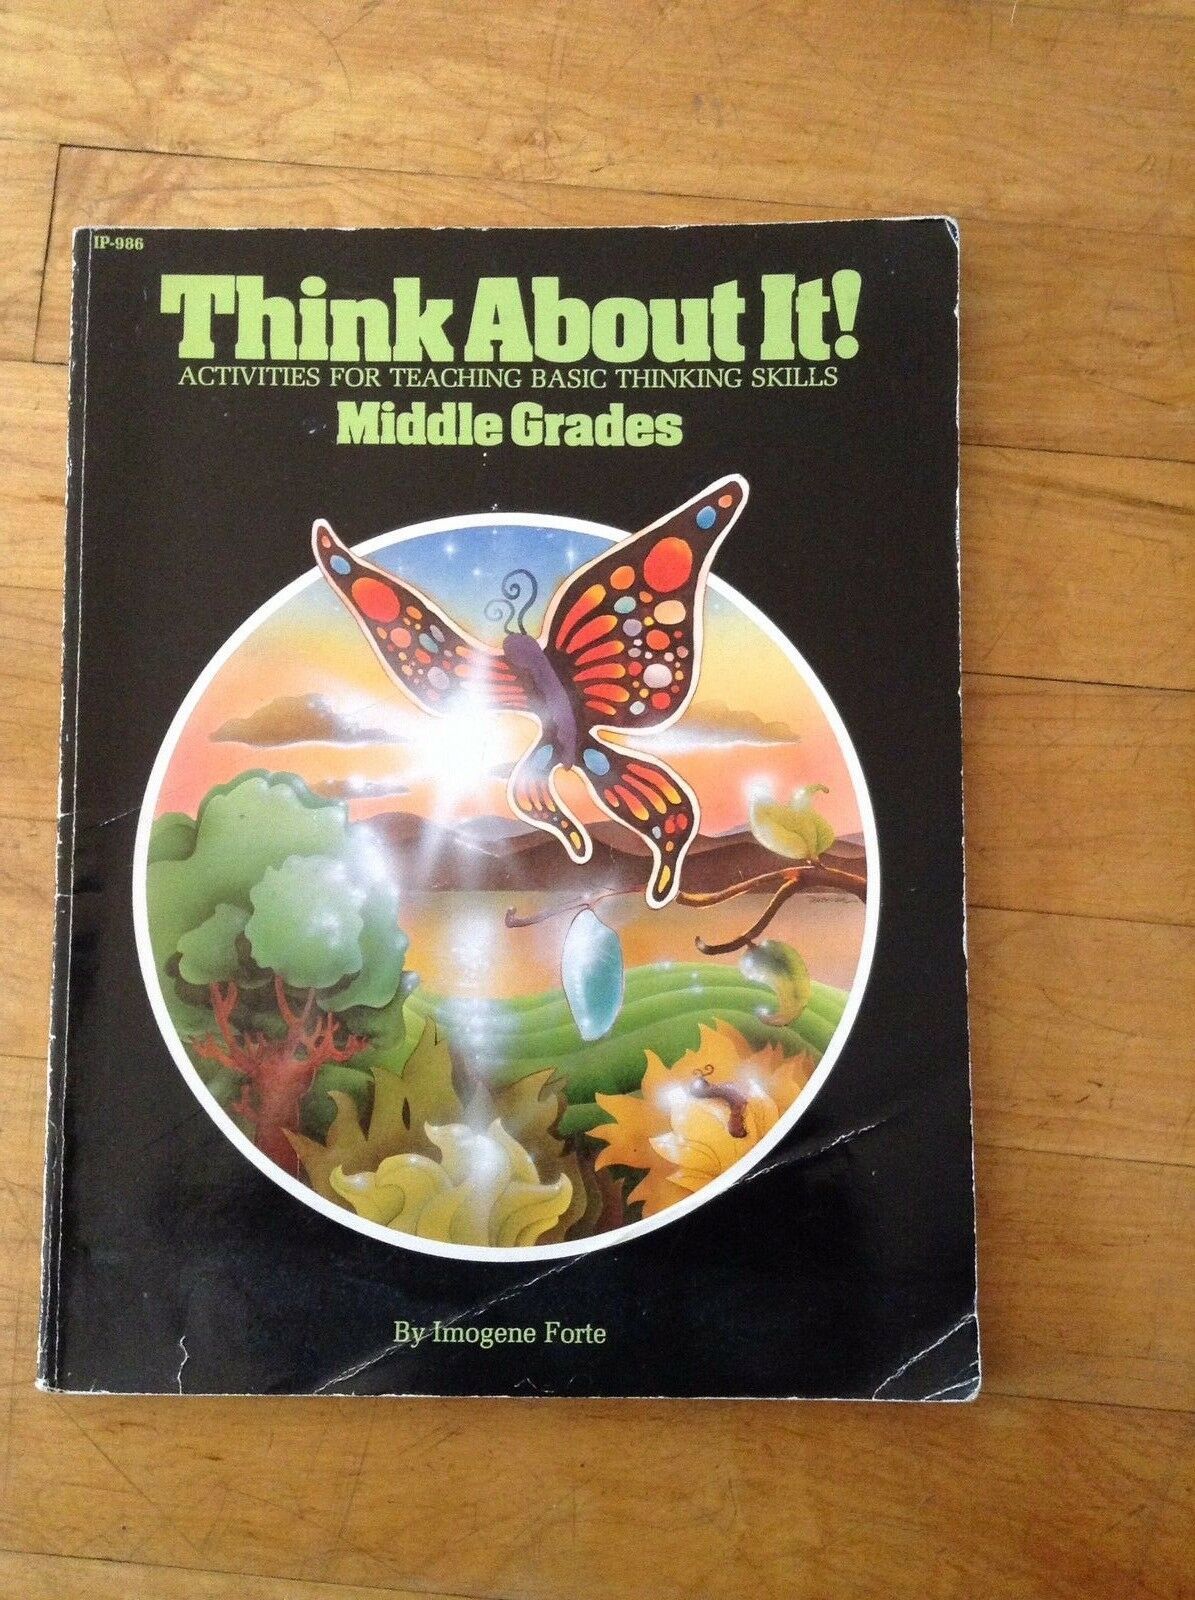 IP-986
Think About It!
ACTIVITIES FOR TEACHING BASIC THINKING SKILLS
Middle Grades
By Imogene Forte